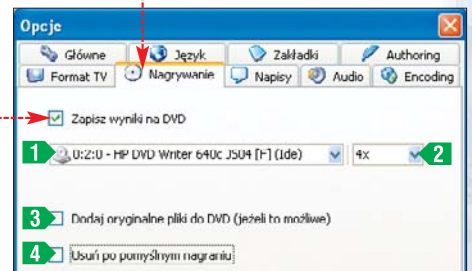 Opcje
Główne Język Zakładki Authoring
Format TV Nagrywanie Napisy Audio Encoding
Zapisz wyniki na DVD
1 0:2:0 - HP DVD Writer 640c JS04 [F] (Ide) 4x 2
3 Dodaj oryginalne pliki do DVD (jeżeli to możliwe)
4 Usuń po pomyślnym nagraniu